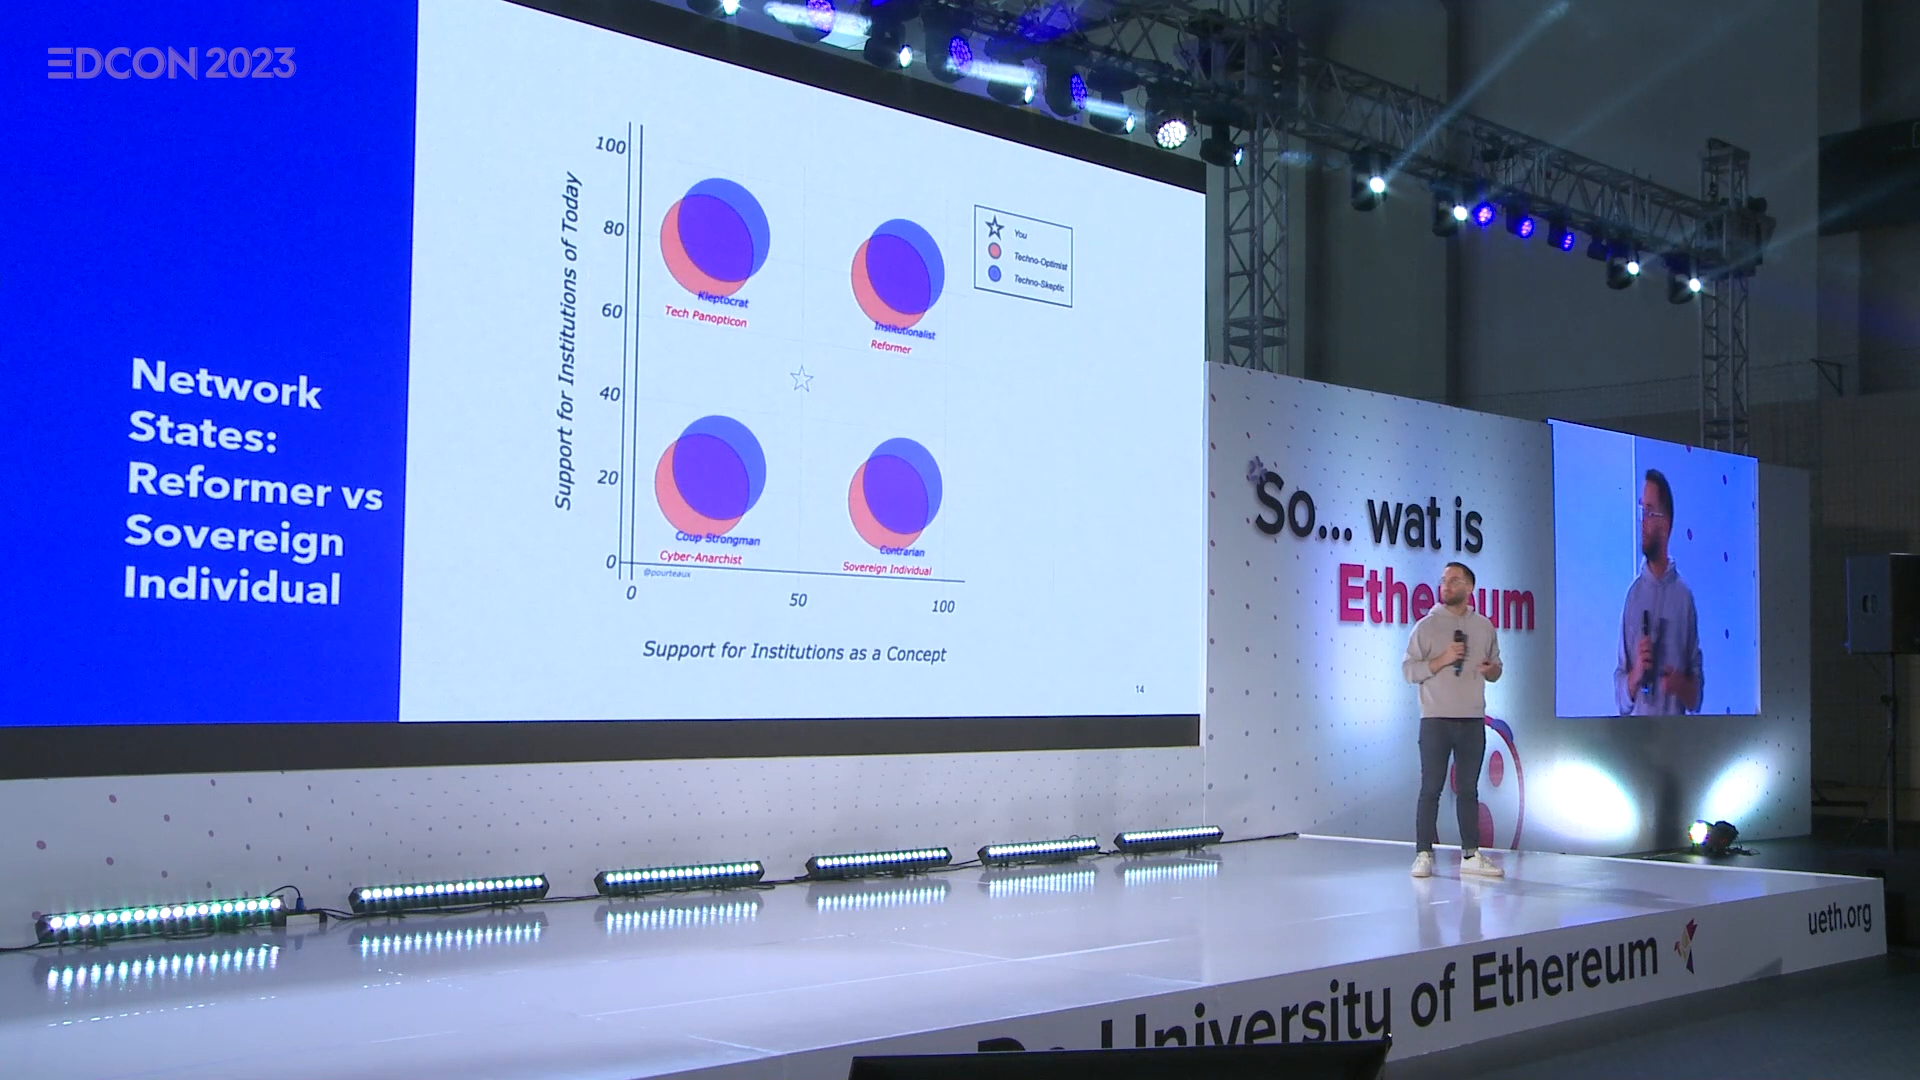 EDCON 2023
Network
States:
Reformer vs
Sovereign
Individual
Support for Institutions of Today
100
80
60
40
20
0
Kleptocrat
Tech Panopticon
Institutionalist
Reformer
Coup Strongman
Cyber-Anarchist
Contrarian
Sovereign Individual
@pourteaux
0
50
100
Support for Institutions as a Concept
You
Techno-Optimist
Techno-Skeptic
14
So... wat is
Ethereum
University of Ethereum
ueth.org